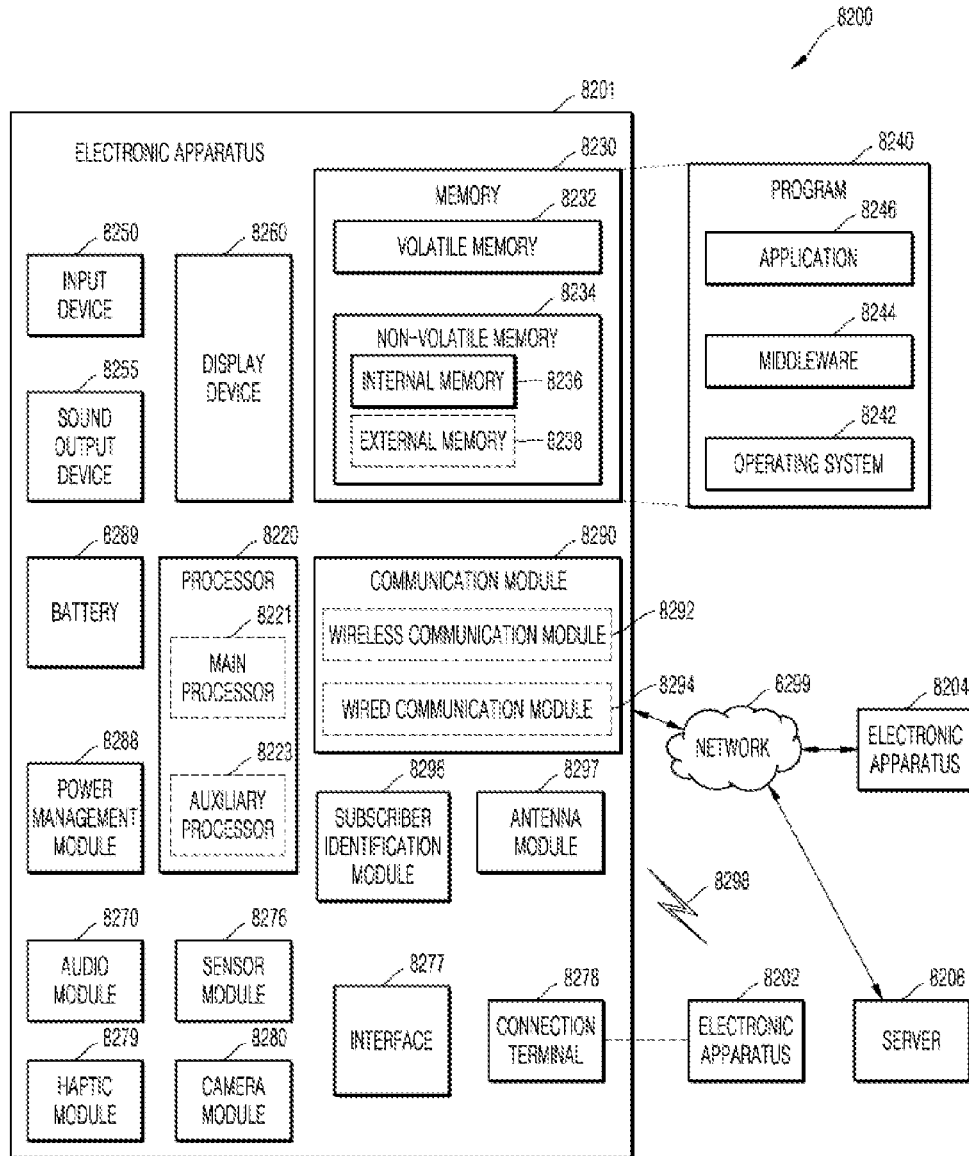 8200
8201
ELECTRONIC APPARATUS
8230
MEMORY
8232
VOLATILE MEMORY
8234
NON-VOLATILE MEMORY
INTERNAL MEMORY
8236
EXTERNAL MEMORY
8238
8240
PROGRAM
8246
APPLICATION
8244
MIDDLEWARE
8242
OPERATING SYSTEM
8250
INPUT
DEVICE
8260
DISPLAY
DEVICE
8255
SOUND
OUTPUT
DEVICE
8289
BATTERY
8220
PROCESSOR
8221
MAIN
PROCESSOR
8223
AUXILIARY
PROCESSOR
8290
COMMUNICATION MODULE
WIRELESS COMMUNICATION MODULE
8292
WIRED COMMUNICATION MODULE
8294
8299
NETWORK
8204
ELECTRONIC
APPARATUS
8288
POWER
MANAGEMENT
MODULE
8296
SUBSCRIBER
IDENTIFICATION
MODULE
8297
ANTENNA
MODULE
8298
8270
AUDIO
MODULE
8276
SENSOR
MODULE
8277
INTERFACE
8278
CONNECTION
TERMINAL
8202
ELECTRONIC
APPARATUS
8206
SERVER
8279
HAPTIC
MODULE
8280
CAMERA
MODULE